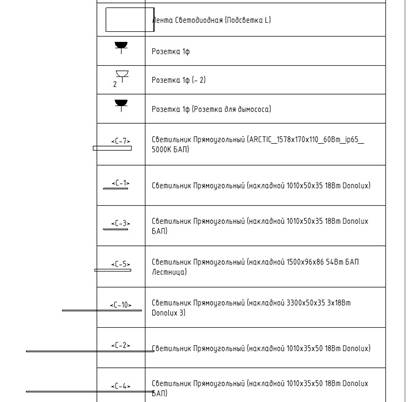 Лента Светодиодная (Подсветка L)
Розетка 1ф
2
Розетка 1ф (- 2)
Розетка 1ф (Розетка для дымососа)
<С-7>
Светильник Прямоугольный (ARCTIC_1578х170х110_60Вт_ip65_
5000К БАП)
<С-1>
Светильник Прямоугольный (накладной 1010х50х35 18Вт Donolux)
<С-3>
Светильник Прямоугольный (накладной 1010х50х35 18Вт Donolux
БАП)
<С-5>
Светильник Прямоугольный (накладной 1500х96х86 54Вт БАП
Лестница)
<С-10>
Светильник Прямоугольный (накладной 3300х50х35 3х18Вт
Donolux 3)
<С-2>
Светильник Прямоугольный (накладной 1010х35х50 18Вт Donolux)
<С-4>
Светильник Прямоугольный (накладной 1010х35х50 18Вт Donolux
БАП)